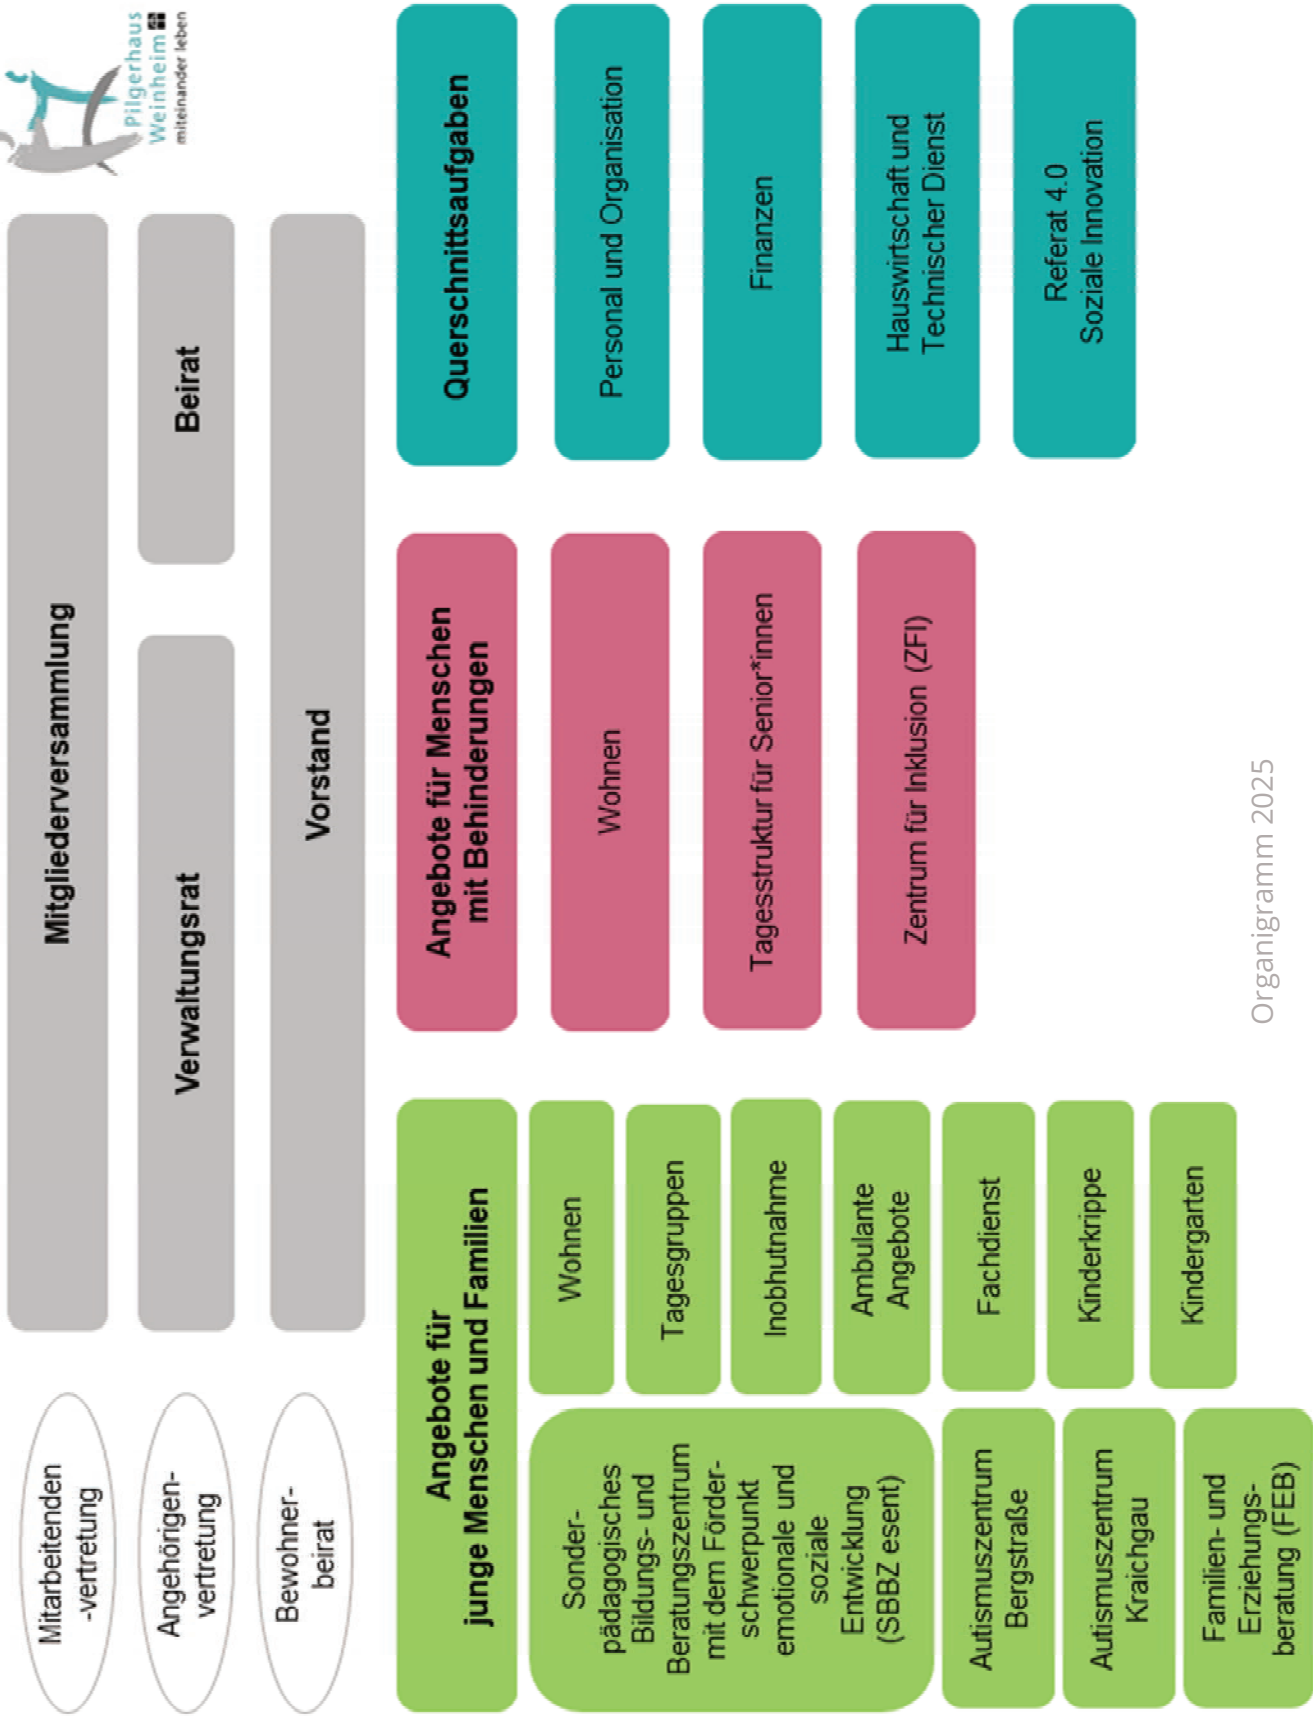 Pilgerhaus
Weinheim
miteinander leben
Mitarbeitenden
-vertretung
Mitgliederversammlung
Angehörigen-
vertretung
Verwaltungsrat
Beirat
Bewohner-
beirat
Vorstand
Angebote für
junge Menschen und Familien
Sonder-
pädagogisches
Bildungs- und
Beratungszentrum
mit dem Förder-
schwerpunkt
emotionale und
soziale
Entwicklung
(SBBZ esent)
Autismuszentrum
Bergstraße
Autismuszentrum
Kraichgau
Familien- und
Erziehungs-
beratung (FEB)
Wohnen
Tagesgruppen
Inobhutnahme
Ambulante
Angebote
Fachdienst
Kinderkrippe
Kindergarten
Angebote für Menschen
mit Behinderungen
Wohnen
Tagesstruktur für Senior*innen
Zentrum für Inklusion (ZFI)
Querschnittsaufgaben
Personal und Organisation
Finanzen
Hauswirtschaft und
Technischer Dienst
Referat 4.0
Soziale Innovation
Organigramm 2025